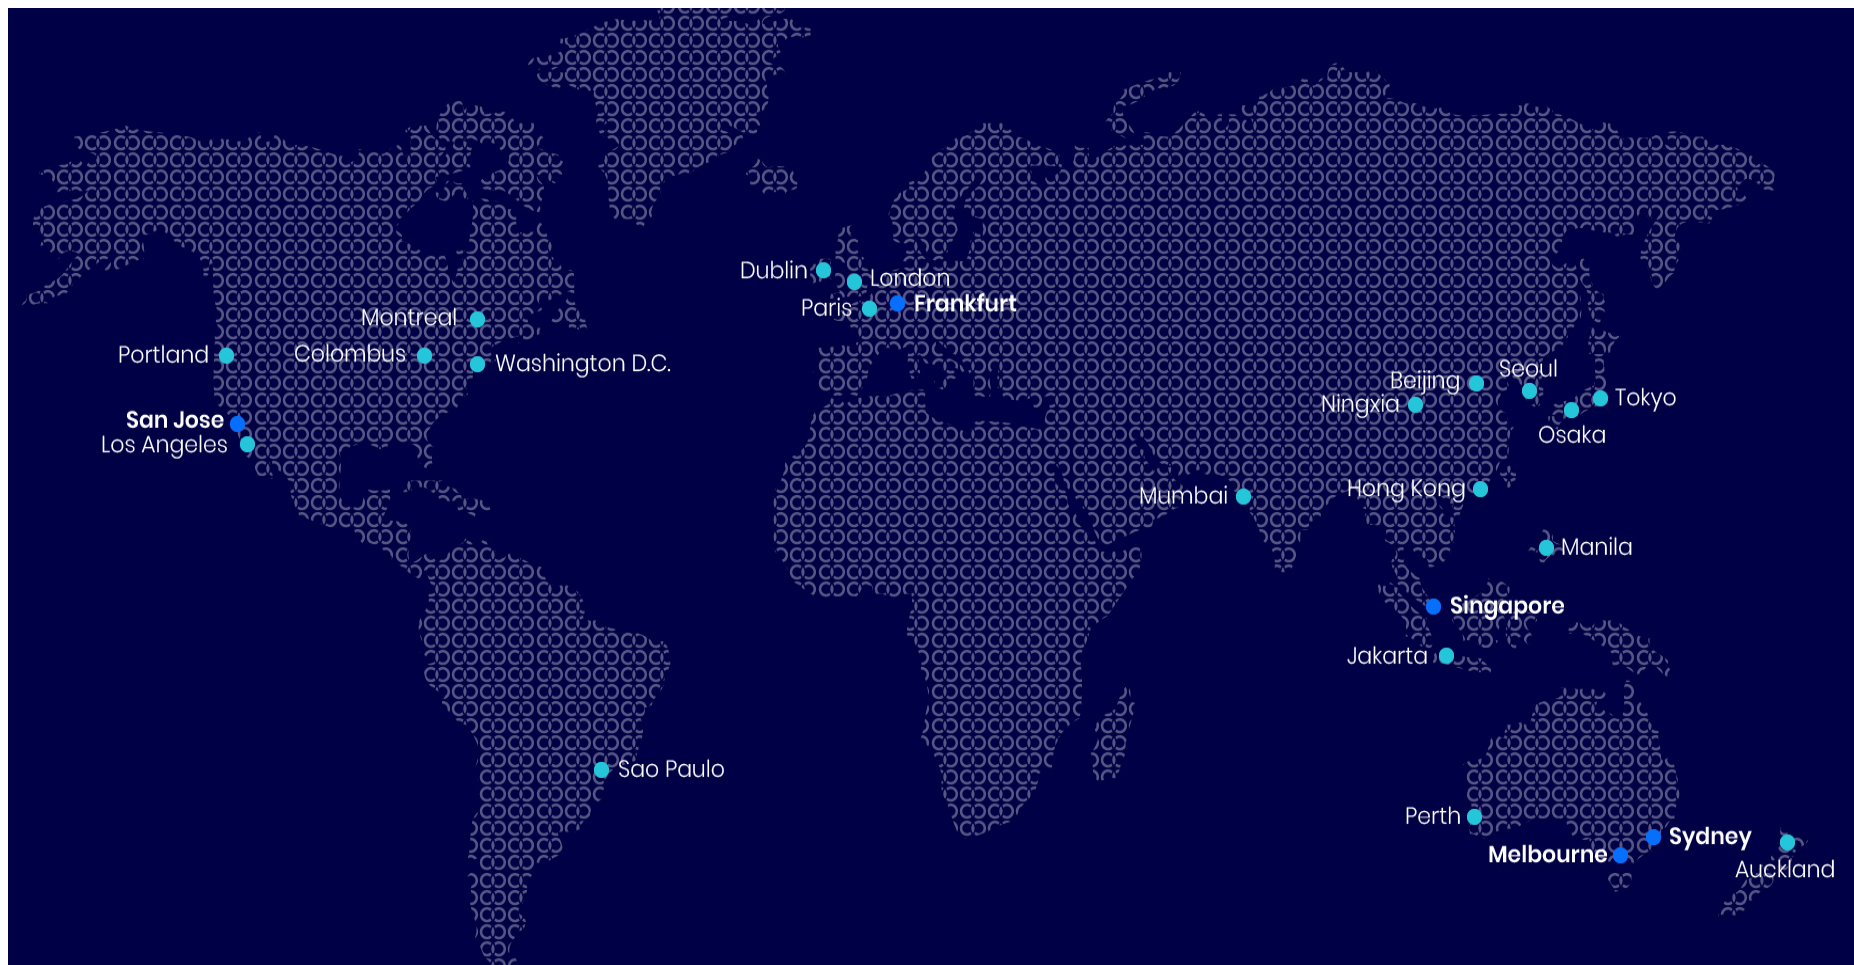 Dublin
London
Paris
Frankfurt
Montreal
Portland
Colombus
Washington D.C.
San Jose
Los Angeles
Beijing
Seoul
Ningxia
Tokyo
Osaka
Mumbai
Hong Kong
Manila
Singapore
Jakarta
Sao Paulo
Perth
Melbourne
Sydney
Auckland